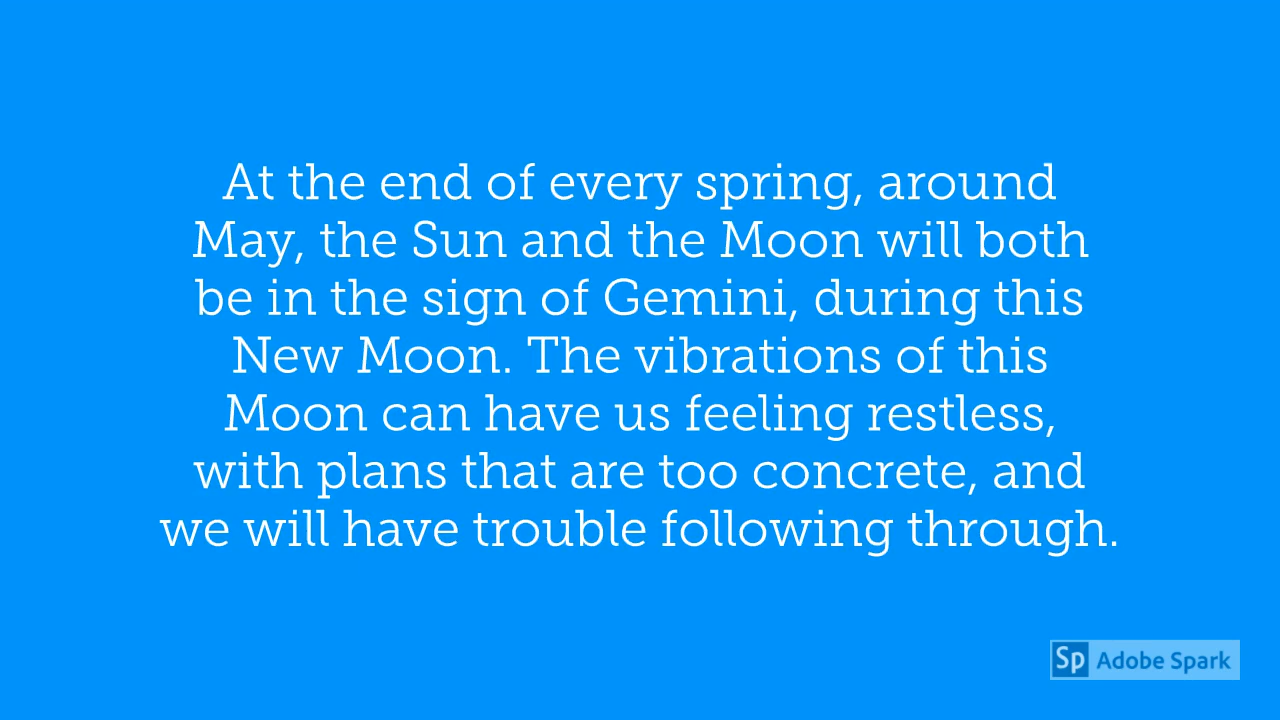 At the end of every spring, around
May, the Sun and the Moon will both
be in the sign of Gemini, during this
New Moon. The vibrations of this
Moon can have us feeling restless,
with plans that are too concrete, and
we will have trouble following through.
Sp Adobe Spark